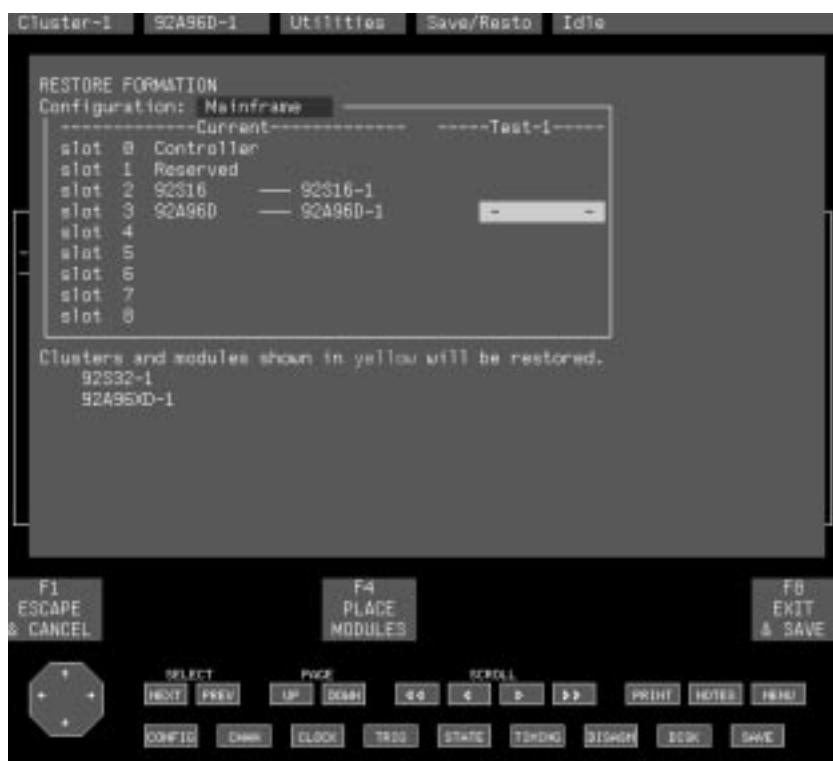 Cluster-1 92A96D-1 Utilities Save/Resto Idle
RESTORE FORMATION
Configuration: Mainframe
-------------Current------------- -----Test-1-----
slot 0 Controller
slot 1 Reserved
slot 2 92S16 —— 92S16-1
slot 3 92A96D —— 92A96D-1 - -
slot 4
slot 5
slot 6
slot 7
slot 8
Clusters and modules shown in yellow will be restored.
92S32-1
92A96XD-1
F1 F4 F8
ESCAPE PLACE EXIT
& CANCEL MODULES & SAVE
SELECT PAGE SCROLL
NEXT PREV UP DOWN PRINT NOTES MENU
CONFIG CHAN CLOCK TRIG STATE TIMING DISASM DISK SAVE